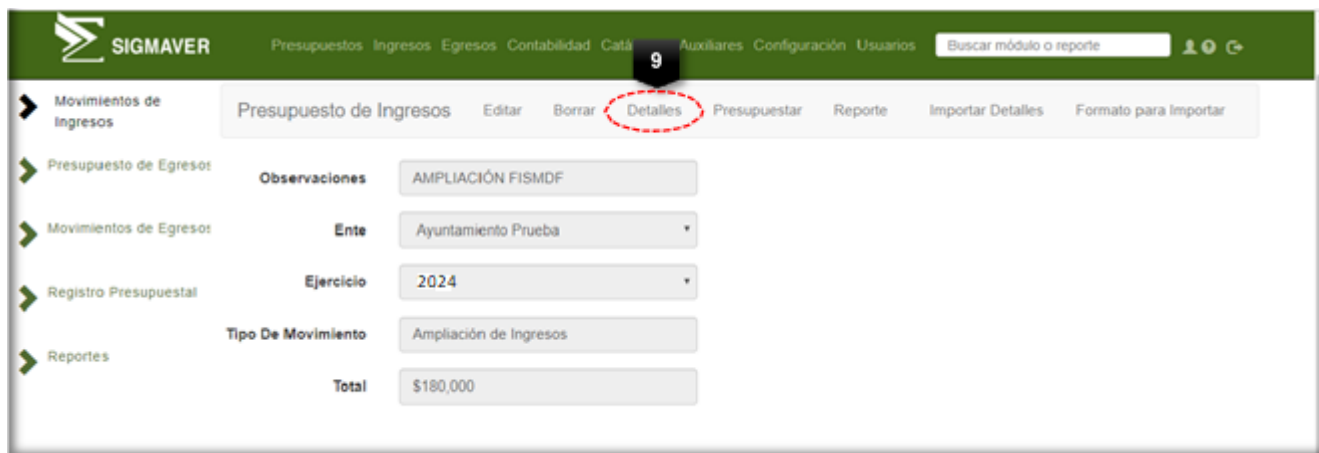 SIGMAVER
Presupuestos Ingresos Egresos Contabilidad Auxiliares Configuración Usuarios
Buscar módulo o reporte
9
Movimientos de
Ingresos
Presupuesto de Ingresos Editar Borrar Detalles Presupuestar Reporte Importar Detalles Formato para Importar
Presupuesto de Egresos
Movimientos de Egresos
Registro Presupuestal
Reportes
Observaciones AMPLIACIÓN FISMDF
Ente Ayuntamiento Prueba
Ejercicio 2024
Tipo De Movimiento Ampliación de Ingresos
Total $180,000